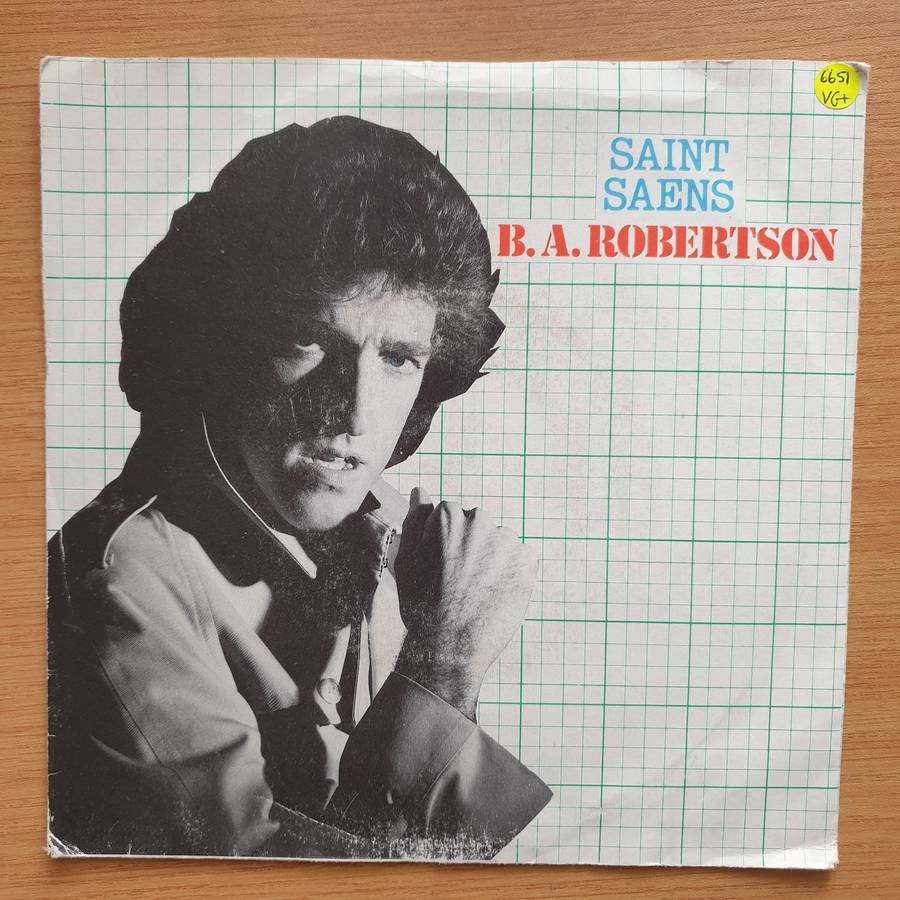 6651
VG+
SAINT
SAENS
B.A. ROBERTSON